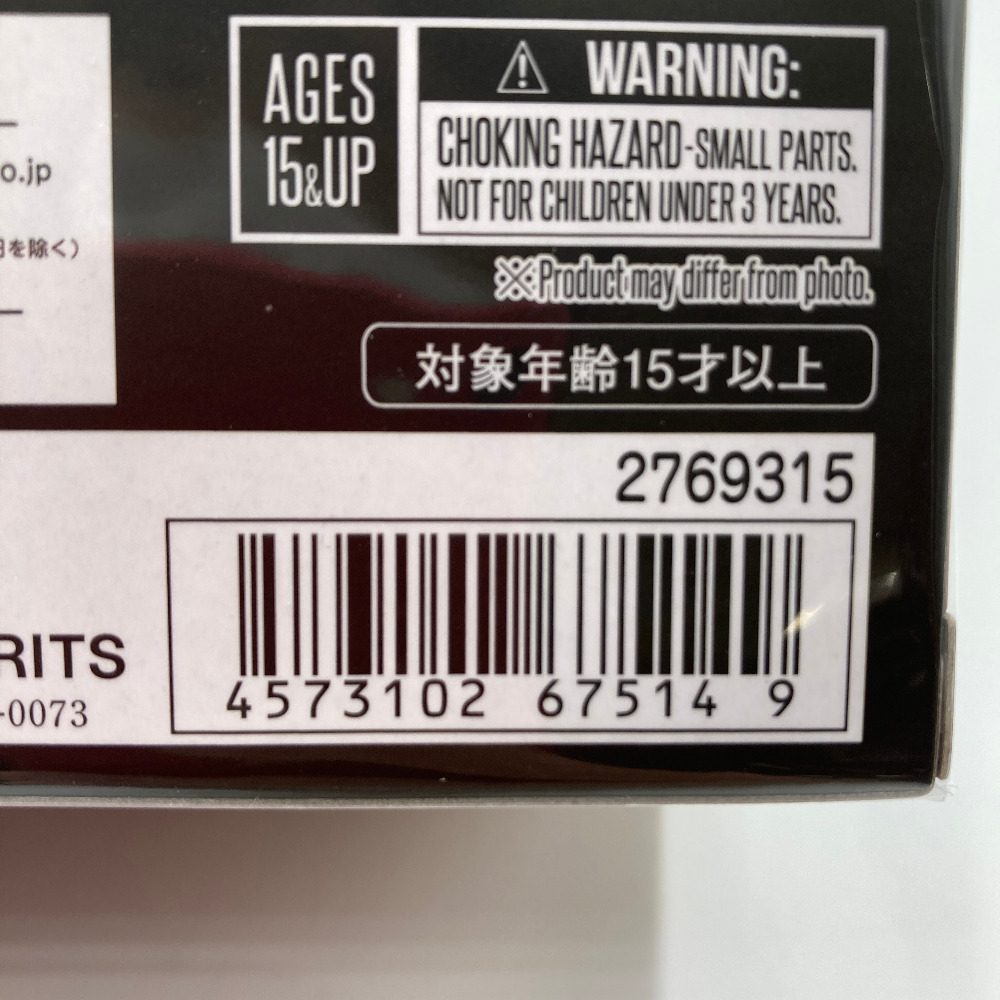 o.jp
日を除く）
AGES
15&UP
⚠ WARNING:
CHOKING HAZARD-SMALL PARTS.
NOT FOR CHILDREN UNDER 3 YEARS.
※Product may differ from photo.
対象年齢15才以上
2769315
RITS
-0073
4573102 67514 9